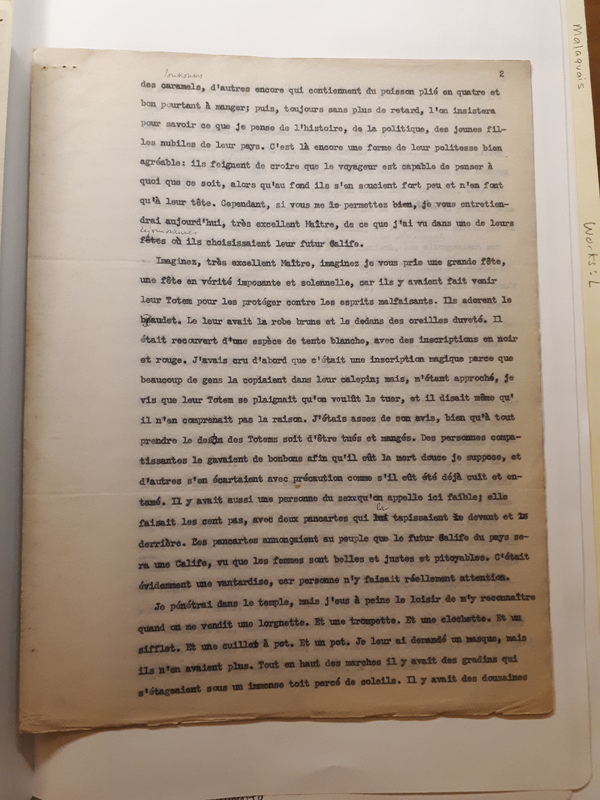 2
loukoums
des caramels, d'autres encore qui contiennent du poisson plié en quatre et
bon pourtant à manger; puis, toujours sans plus de retard, l'on insistera
pour savoir ce que je pense de l'histoire, de la politique, des jeunes fil-
les nubiles de leur pays. C'est là encore une forme de leur politesse bien
agréable: ils feignent de croire que le voyageur est capable de penser à
quoi que ce soit, alors qu'au fond ils s'en soucient fort peu et n'en font
qu'à leur tête. Cependant, si vous me le permettez bien, je vous entretien-
drai aujourd'hui, très excellent Maître, de ce que j'ai vu dans une de leurs
réjouissances
fêtes où ils choisissaient leur futur Calife.
Imaginez, très excellent Maître, imaginez je vous prie une grande fête,
une fête en vérité imposante et solennelle, car ils y avaient fait venir
leur Totem pour les protéger contre les esprits malfaisants. Ils adorent le
baudet. Le leur avait la robe brune et le dedans des oreilles duveté. Il
était recouvert d'une espèce de tente blanche, avec des inscriptions en noir
et rouge. J'avais cru d'abord que c'était une inscription magique parce que
beaucoup de gens la copiaient dans leur calepin; mais, m'étant approché, je
vis que leur Totem se plaignait qu'on voulût le tuer, et il disait même qu'
il n'en comprenait pas la raison. J'étais assez de son avis, bien qu'à tout
prendre le destin des Totems soit d'être tués et mangés. Des personnes compa-
tissantes le gavaient de bonbons afin qu'il eût la mort douce je suppose, et
d'autres s'en écartaient avec précaution comme s'il eût été déjà cuit et en-
tamé. Il y avait aussi une personne du sexequ'on appelle ici faible; elle
le
faisait les cent pas, avec deux pancartes qui lui tapissaient le devant et le
derrière. Les pancartes annonçaient au peuple que le futur Calife du pays se-
ra une Calife, vu que les femmes sont belles et justes et pitoyables. C'était
évidemment une vantardise, car personne n'y faisait réellement attention.
Je pénétrai dans le temple, mais j'eus à peine le loisir de m'y reconnaître
quand on me vendit une lorgnette. Et une trompette. Et une clochette. Et un
sifflet. Et une cuiller à pot. Et un pot. Je leur ai demandé un masque, mais
ils n'en avaient plus. Tout en haut des marches il y avait des gradins qui
s'étageaient sous un immense toit percé de soleils. Il y avait des douzaines
Malaquais
Works: L